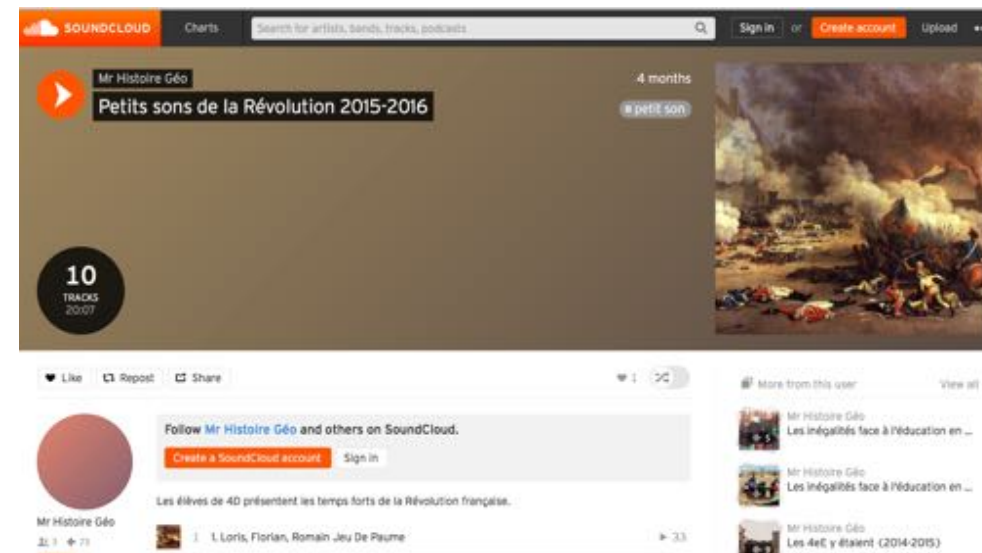 SOUNDCLOUD
Charts
Search for artists, bands, tracks, podcasts
Sign in or Create account Upload
Mr Histoire Géo
Petits sons de la Révolution 2015-2016
4 months
# petit son
10
TRACKS
20:07
Like Repost Share
1
More from this user View all
Follow Mr Histoire Géo and others on SoundCloud.
Create a SoundCloud account Sign in
Les élèves de 4D présentent les temps forts de la Révolution française.
Mr Histoire Géo
1 1. Loris, Florian, Romain Jeu De Paume 33
Mr Histoire Géo
Les inégalités face à l'éducation en ...
Mr Histoire Géo
Les inégalités face à l'éducation en ...
Mr Histoire Géo
Les 4eE y étaient (2014-2015)